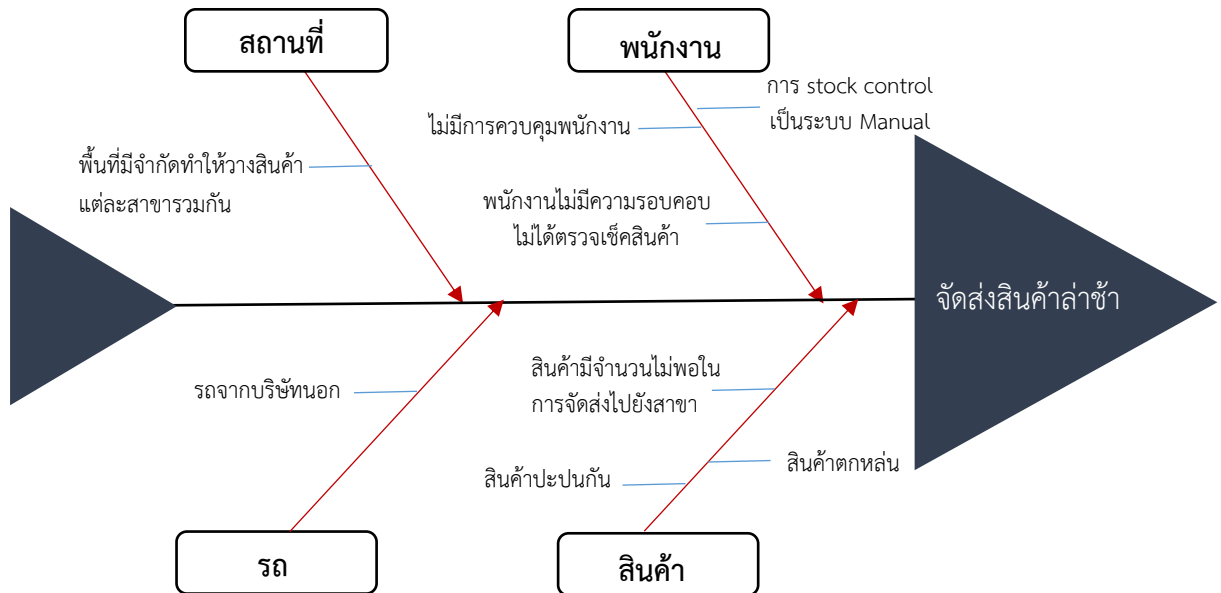 สถานที่
พนักงาน
การ stock control
เป็นระบบ Manual
ไม่มีการควบคุมพนักงาน
พื้นที่มีจำกัดทำให้วางสินค้า
แต่ละสาขารวมกัน
พนักงานไม่มีความรอบคอบ
ไม่ได้ตรวจเช็คสินค้า
จัดส่งสินค้าล่าช้า
รถจากบริษัทนอก
สินค้ามีจำนวนไม่พอใน
การจัดส่งไปยังสาขา
สินค้าปะปนกัน
สินค้าตกหล่น
รถ
สินค้า